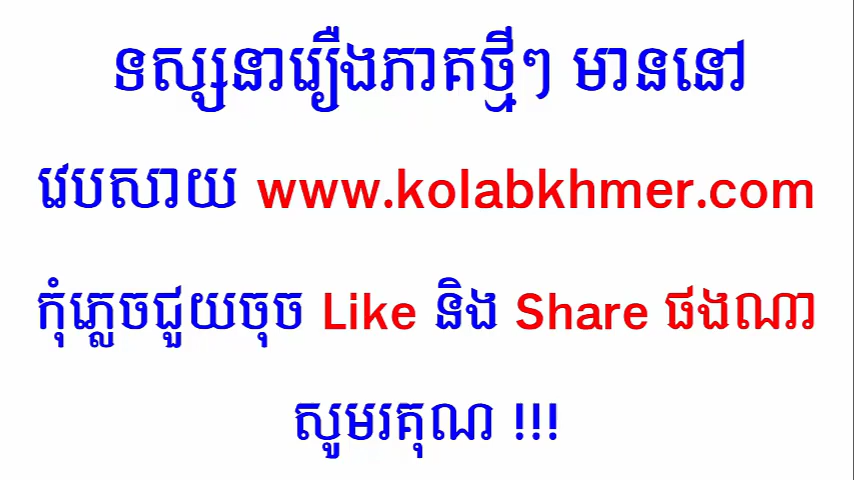 ទស្សនារឿងភាគថ្មីៗ មាននៅ
វេបសាយ www.kolabkhmer.com
កុំភ្លេចជួយចុច Like និង Share ផងណា
សូមរគុណ !!!